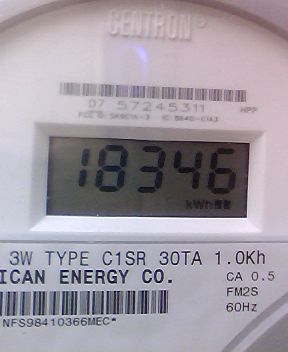 CENTRON®
07 57245311 HPP
18346
kWh
3W TYPE C1SR 30TA 1.0Kh
ICAN ENERGY CO. CA 0.5
FM2S
NFS98410366MEC* 60Hz